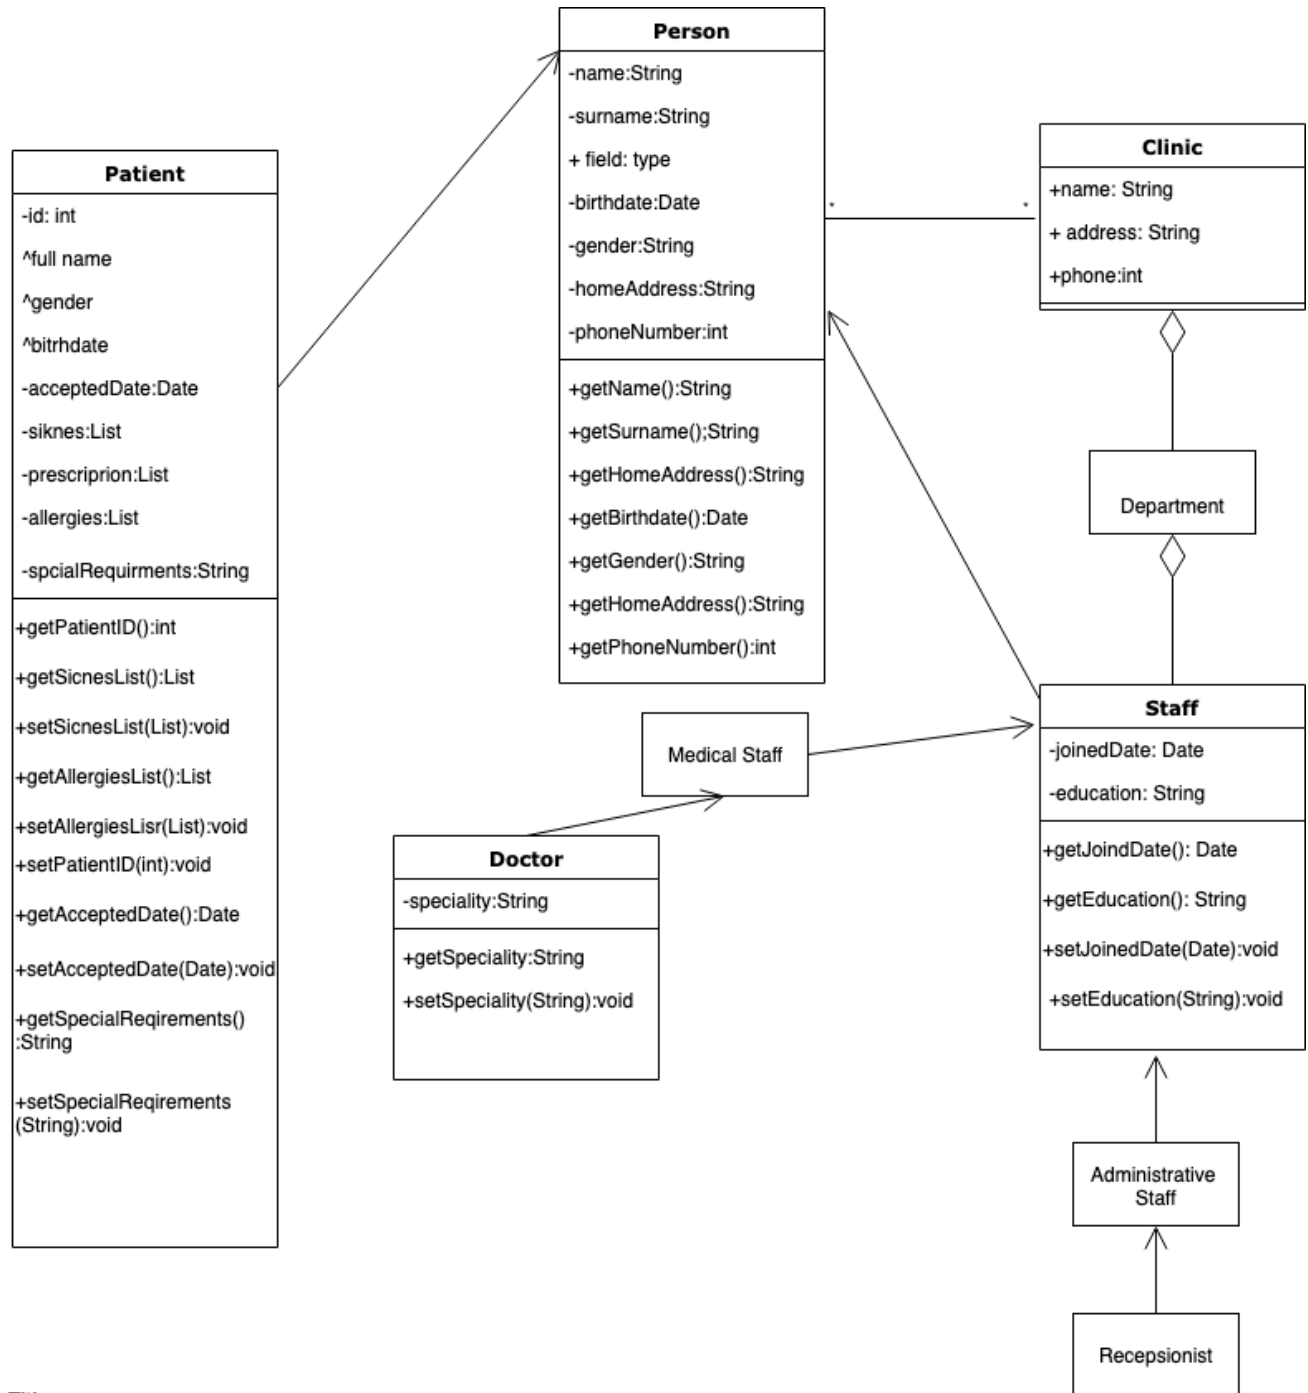 Person
-name:String
-surname:String
+ field: type
-birthdate:Date
-gender:String
-homeAddress:String
-phoneNumber:int
+getName():String
+getSurname();String
+getHomeAddress():String
+getBirthdate():Date
+getGender():String
+getHomeAddress():String
+getPhoneNumber():int
Patient
-id: int
^full name
^gender
^bitrhdate
-acceptedDate:Date
-siknes:List
-prescriprion:List
-allergies:List
-spcialRequirments:String
+getPatientID():int
+getSicnesList():List
+setSicnesList(List):void
+getAllergiesList():List
+setAllergiesLisr(List):void
+setPatientID(int):void
+getAcceptedDate():Date
+setAcceptedDate(Date):void
+getSpecialReqirements()
:String
+setSpecialReqirements
(String):void
* *
Clinic
+name: String
+ address: String
+phone:int
Department
Medical Staff
Staff
-joinedDate: Date
-education: String
+getJoindDate(): Date
+getEducation(): String
+setJoinedDate(Date):void
+setEducation(String):void
Doctor
-speciality:String
+getSpeciality:String
+setSpeciality(String):void
Administrative
Staff
Recepsionist